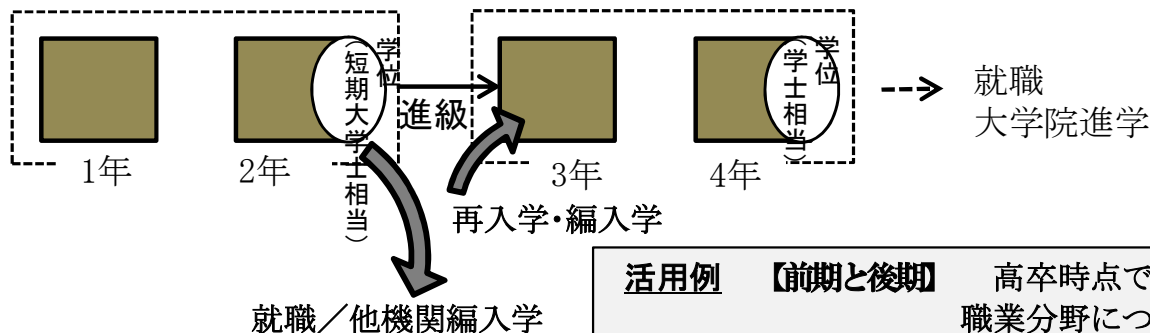 学位
（短期大学士相当）
進級
学位
（学士相当）
就職
大学院進学
1年
2年
3年
4年
再入学・編入学
就職／他機関編入学
活用例 【前期と後期】 高卒時点で
職業分野につ